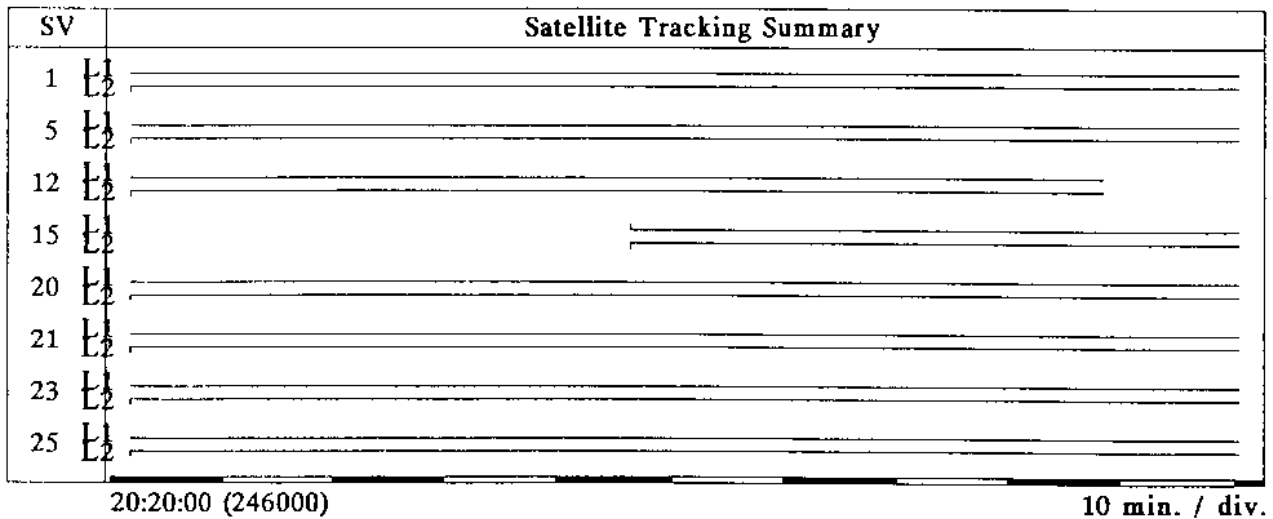 SV Satellite Tracking Summary
1 L1
L2
5 L1
L2
12 L1
L2
15 L1
L2
20 L1
L2
21 L1
L2
23 L1
L2
25 L1
L2
20:20:00 (246000) 10 min. / div.